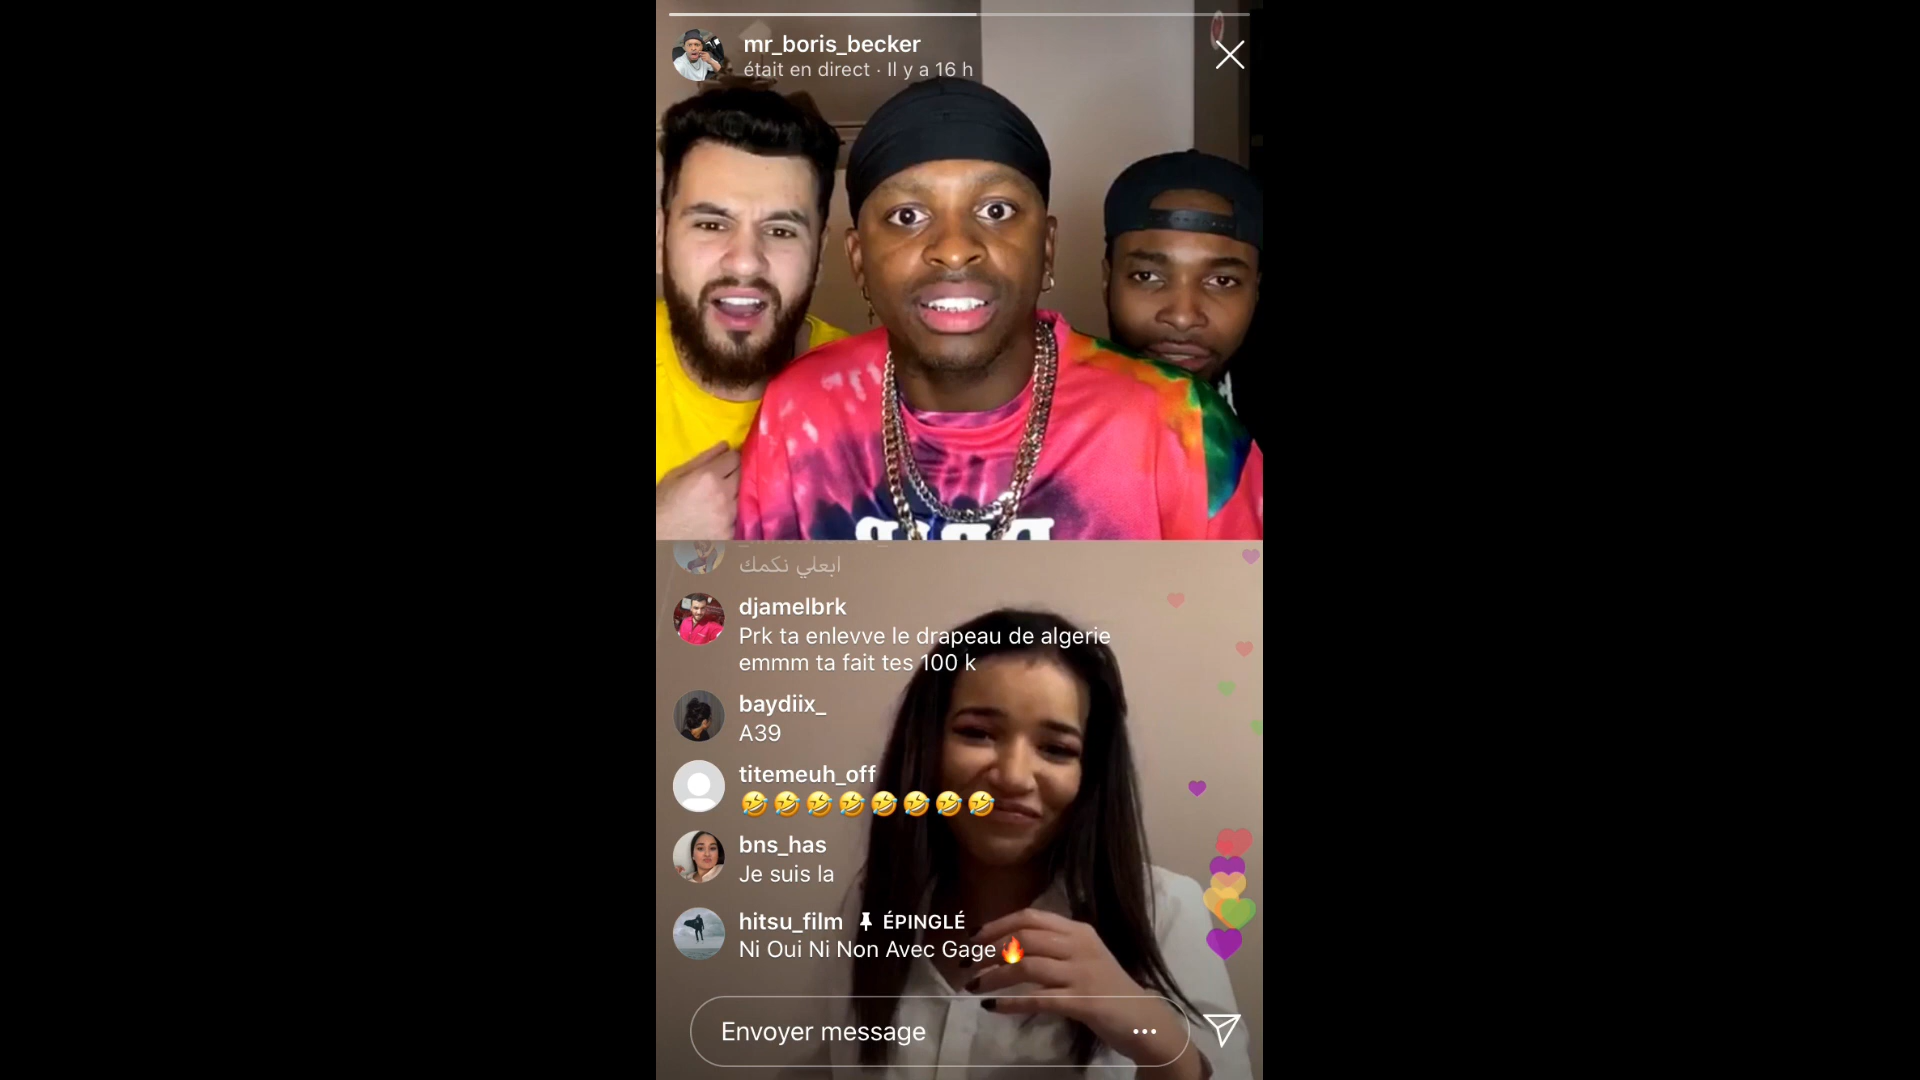 mr_boris_becker
était en direct · Il y a 16 h
ابعلي نكمك
djamelbrk
Prk ta enlevve le drapeau de algerie
emmm ta fait tes 100 k
baydiix_
A39
titemeuh_off
🤣🤣🤣🤣🤣🤣🤣🤣
bns_has
Je suis la
hitsu_film ÉPINGLÉ
Ni Oui Ni Non Avec Gage🔥
Envoyer message